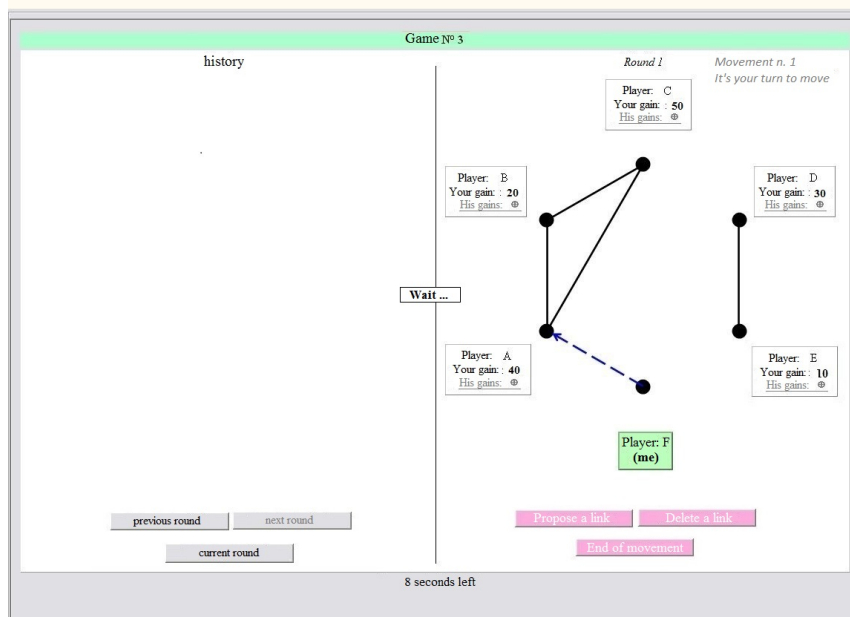 Game Nº 3
history
Round 1
Movement n. 1
It's your turn to move
Player: C
Your gain: : 50
His gains: ⊕
Player: B
Your gain: : 20
His gains: ⊕
Player: D
Your gain: : 30
His gains: ⊕
Wait ...
Player: A
Your gain: : 40
His gains: ⊕
Player: E
Your gain: : 10
His gains: ⊕
Player: F
(me)
previous round
next round
current round
Propose a link
Delete a link
End of movement
8 seconds left